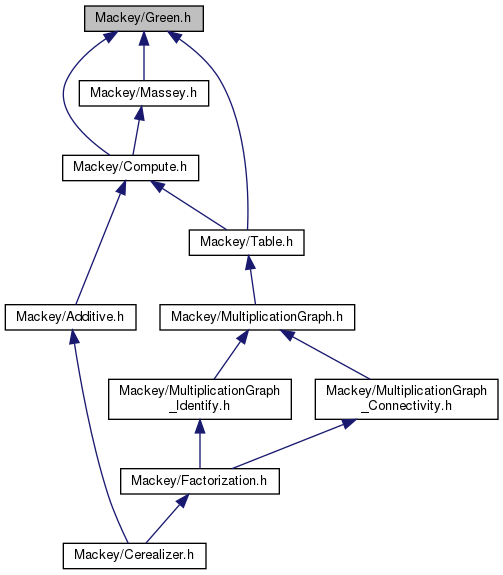 Mackey/Green.h
Mackey/Massey.h
Mackey/Compute.h
Mackey/Table.h
Mackey/Additive.h
Mackey/MultiplicationGraph.h
Mackey/MultiplicationGraph
_Identify.h
Mackey/MultiplicationGraph
_Connectivity.h
Mackey/Factorization.h
Mackey/Cerealizer.h